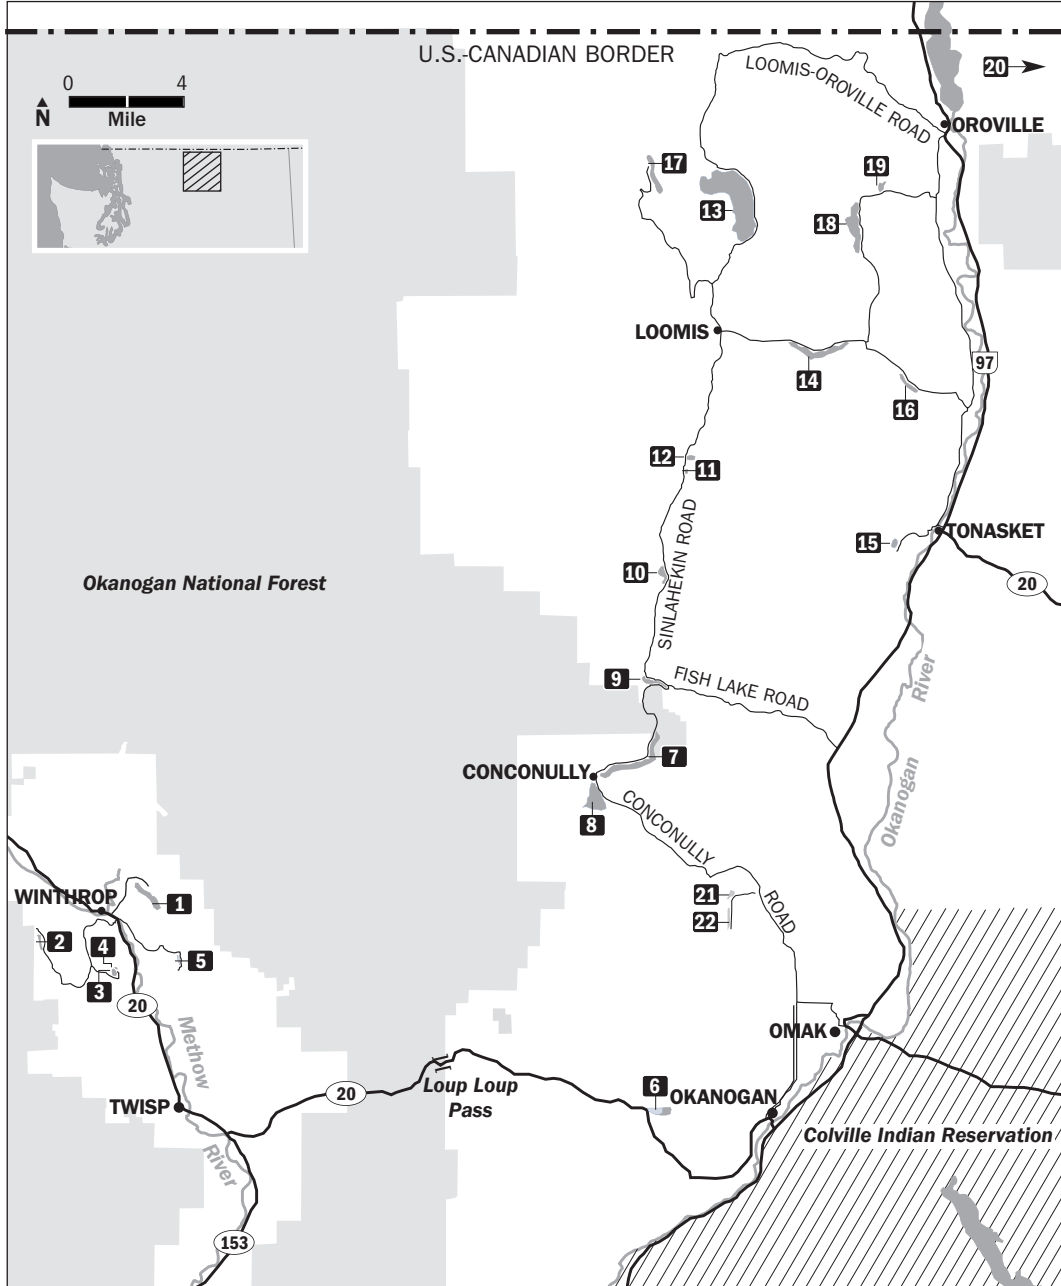 U.S.-CANADIAN BORDER
20
0 4
N
Mile
LOOMIS-OROVILLE ROAD
OROVILLE
17
19
13
18
LOOMIS
14
97
16
12
11
SINLAHEKIN ROAD
15
TONASKET
10
20
Okanogan National Forest
9
FISH LAKE ROAD
Okanogan River
7
CONCONULLY
8
CONCONULLY ROAD
21
22
WINTHROP
1
2
4
5
3
20
Methow River
OMAK
TWISP
20
Loup Loup
Pass
6
OKANOGAN
Colville Indian Reservation
153